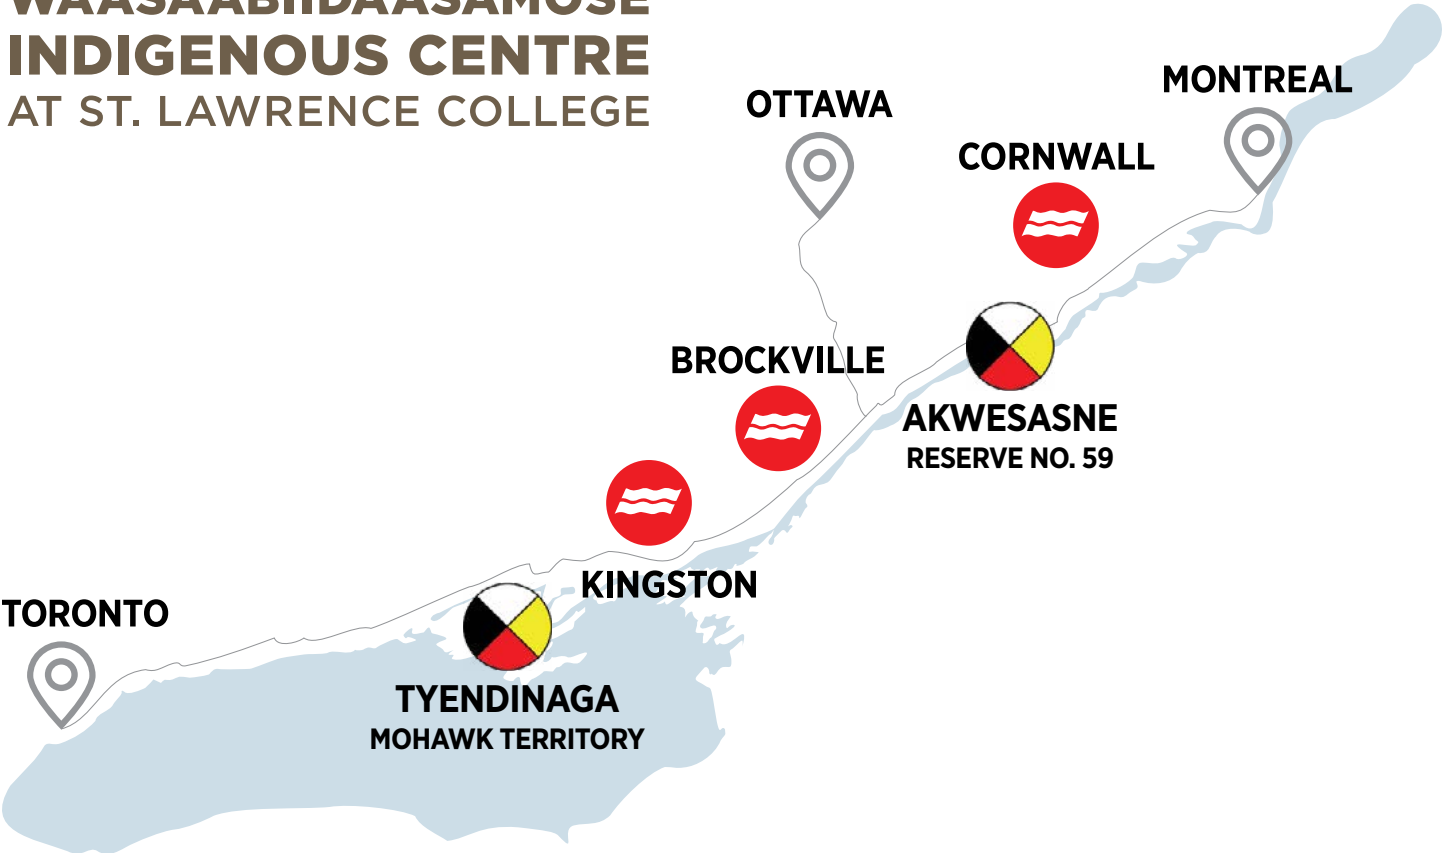 WAASAABIIDAASAMOSE
INDIGENOUS CENTRE
AT ST. LAWRENCE COLLEGE
OTTAWA
MONTREAL
CORNWALL
BROCKVILLE
AKWESASNE
RESERVE NO. 59
KINGSTON
TORONTO
TYENDINAGA
MOHAWK TERRITORY